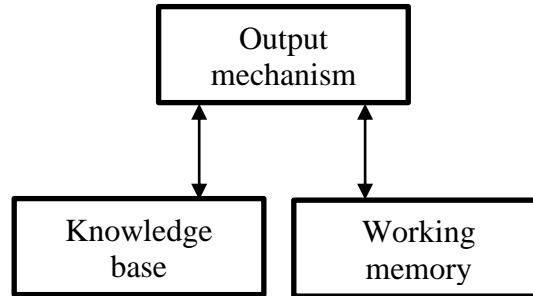 Output
mechanism
Knowledge
base
Working
memory